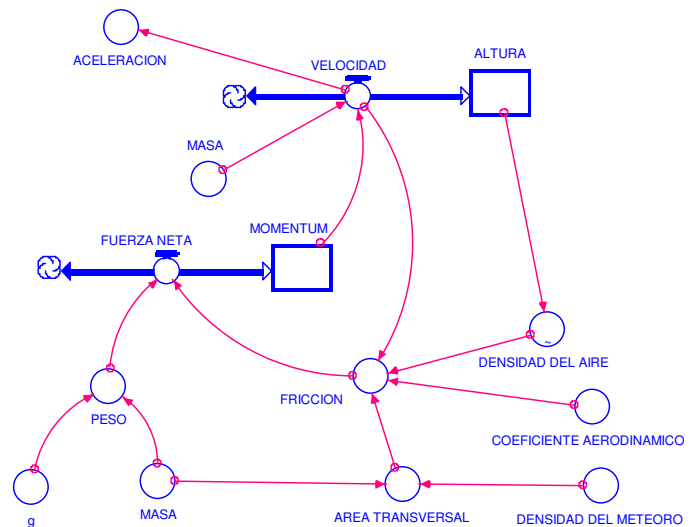 ACELERACION
VELOCIDAD
ALTURA
MASA
FUERZA NETA
MOMENTUM
~
DENSIDAD DEL AIRE
FRICCION
PESO
COEFICIENTE AERODINAMICO
g
MASA
AREA TRANSVERSAL
DENSIDAD DEL METEORO